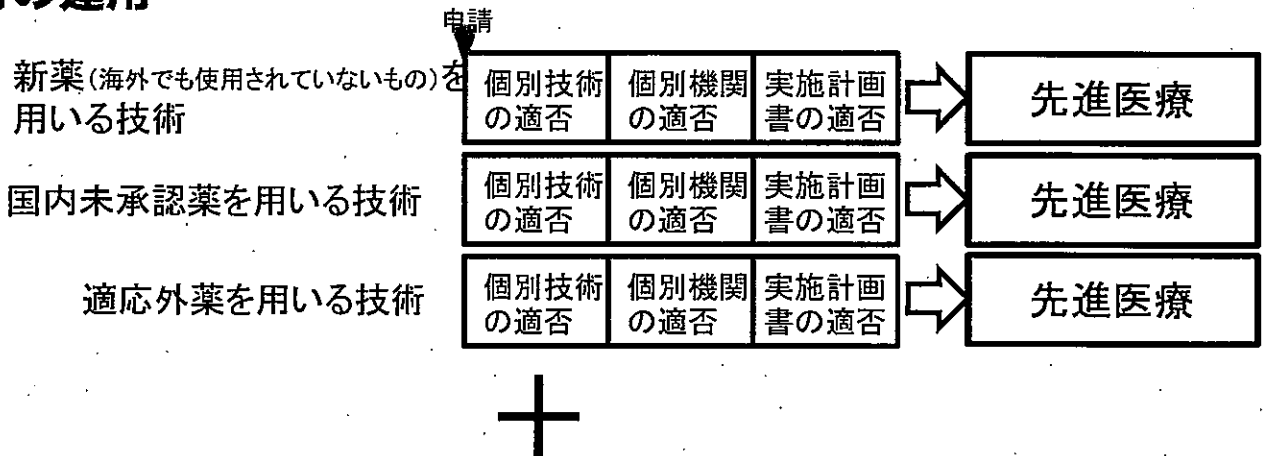 の運用
申請
新薬(海外でも使用されていないもの)を
用いる技術
個別技術
の適否
個別機関
の適否
実施計画
書の適否
先進医療
国内未承認薬を用いる技術
個別技術
の適否
個別機関
の適否
実施計画
書の適否
先進医療
適応外薬を用いる技術
個別技術
の適否
個別機関
の適否
実施計画
書の適否
先進医療
+